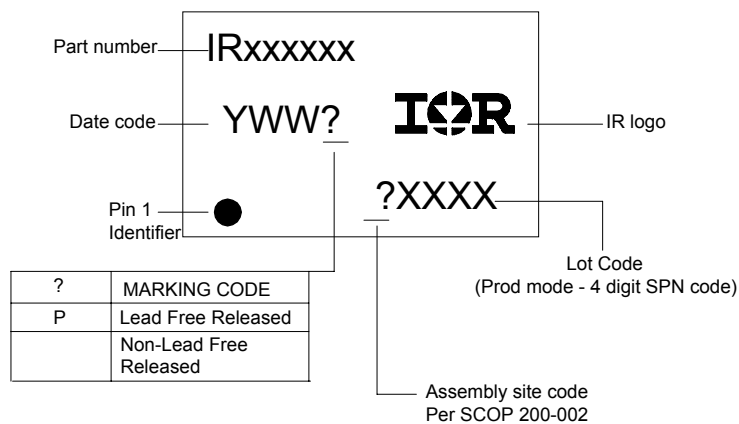 Part number
IRxxxxxx
Date code
YWW?
IOR
IR logo
Pin 1
Identifier
?XXXX
Lot Code
(Prod mode - 4 digit SPN code)
? MARKING CODE
P Lead Free Released
Non-Lead Free
Released
Assembly site code
Per SCOP 200-002